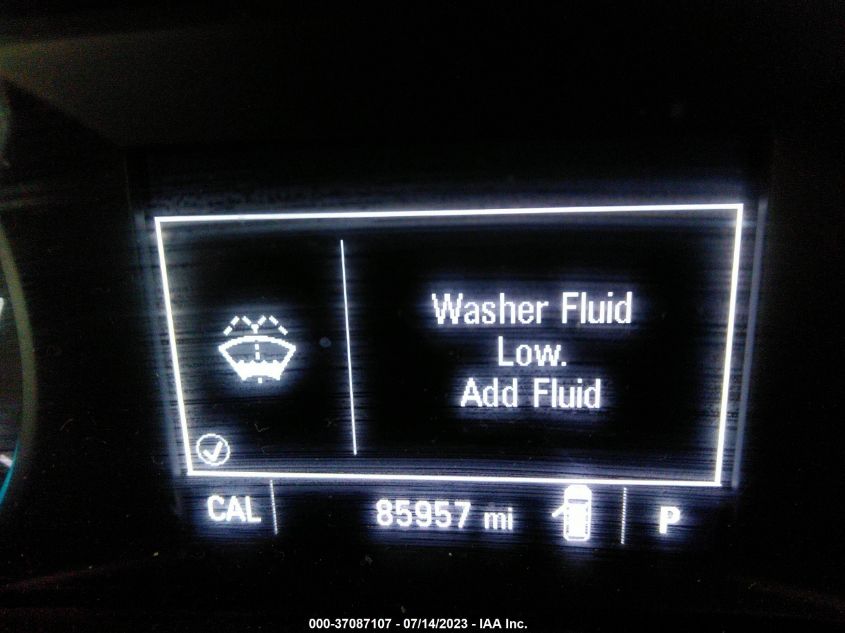 Washer Fluid
Low.
Add Fluid
CAL 85957 mi P
000-37087107 - 07/14/2023 - IAA Inc.